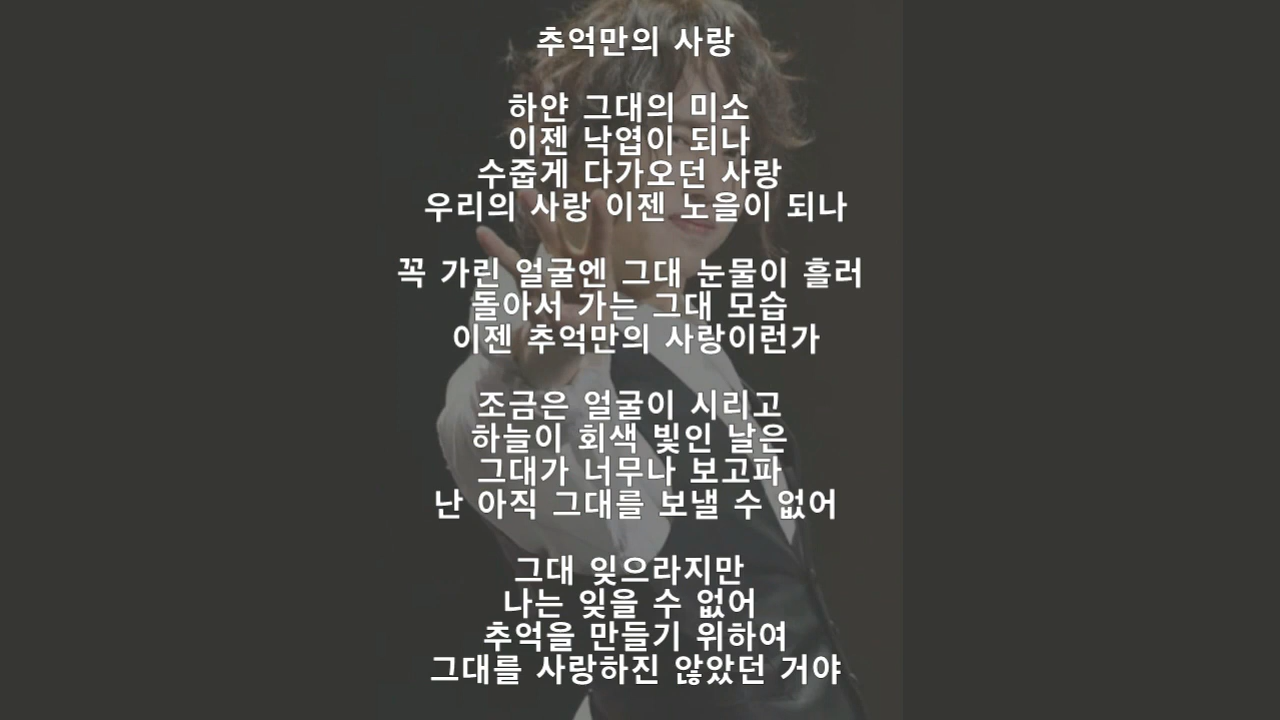 추억만의 사랑
하얀 그대의 미소
이젠 낙엽이 되나
수줍게 다가오던 사랑
우리의 사랑 이젠 노을이 되나
꼭 가린 얼굴엔 그대 눈물이 흘러
돌아서 가는 그대 모습
이젠 추억만의 사랑이런가
조금은 얼굴이 시리고
하늘이 회색 빛인 날은
그대가 너무나 보고파
난 아직 그대를 보낼 수 없어
그대 잊으라지만
나는 잊을 수 없어
추억을 만들기 위하여
그대를 사랑하진 않았던 거야